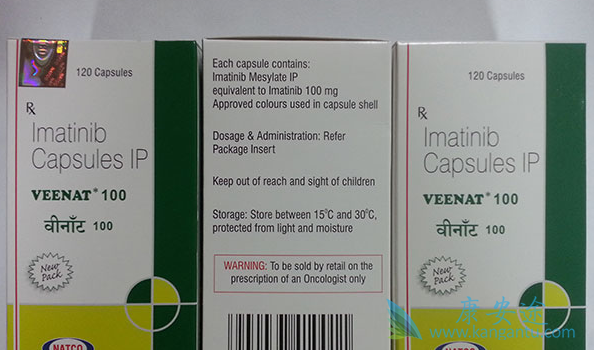 120 Capsules
Rx
Imatinib
Capsules IP
VEENAT® 100
वीनॉट 100
New
Pack
NATCO
Each capsule contains:
Imatinib Mesylate IP
equivalent to Imatinib 100 mg
Approved colours used in capsule shell
Dosage & Administration: Refer
Package Insert
Keep out of reach and sight of children
Storage: Store between 15°C and 30°C,
protected from light and moisture
WARNING: To be sold by retail on the
prescription of an Oncologist only
120 Capsules
Rx
Imatinib
Capsules IP
VEENAT® 100
वीनॉट 100
New
Pack
NATCO
康安途